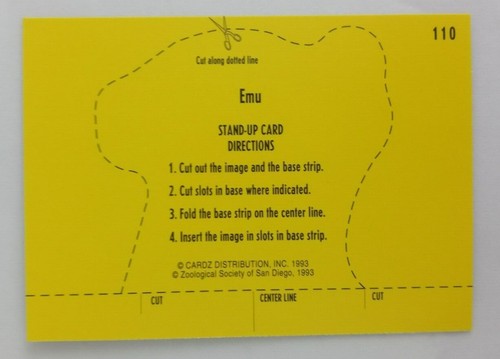 110
Cut along dotted line
Emu
STAND-UP CARD
DIRECTIONS
1. Cut out the image and the base strip.
2. Cut slots in base where indicated.
3. Fold the base strip on the center line.
4. Insert the image in slots in base strip.
© CARDZ DISTRIBUTION, INC. 1993
© Zoological Society of San Diego, 1993
CUT CENTER LINE CUT